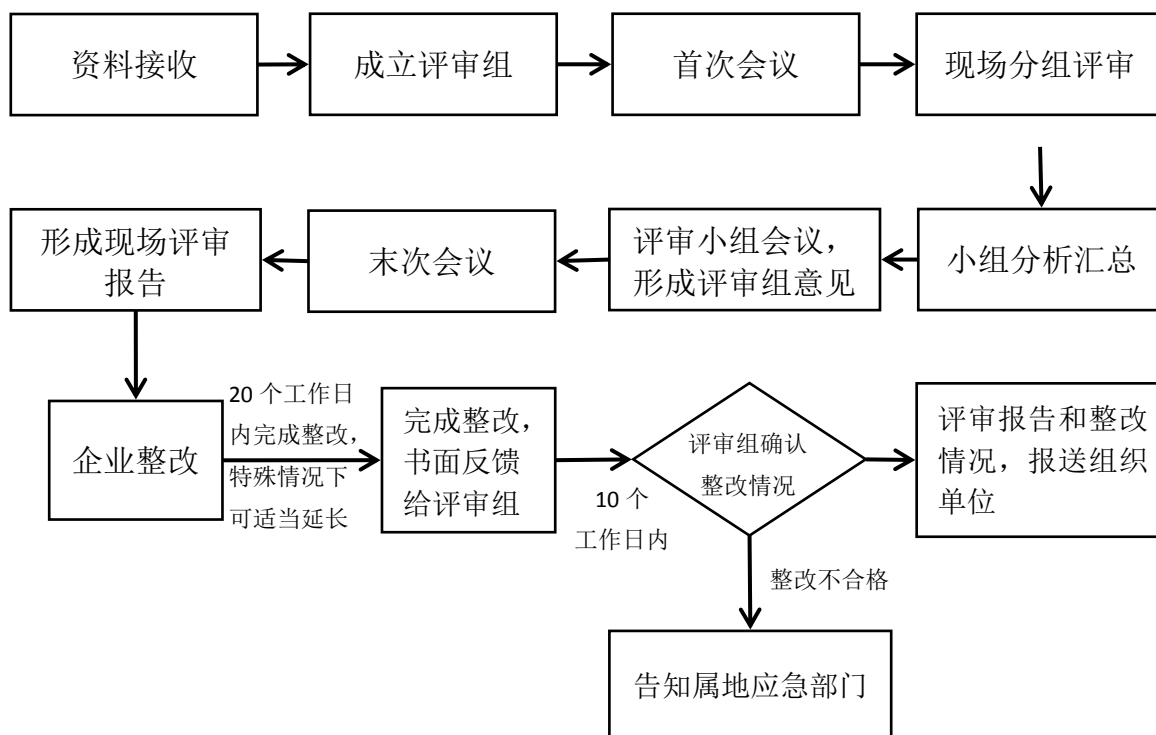 资料接收
成立评审组
首次会议
现场分组评审
形成现场评审
报告
末次会议
评审小组会议，
形成评审组意见
小组分析汇总
企业整改
20 个工作日
内完成整改，
特殊情况下
可适当延长
完成整改，
书面反馈
给评审组
10 个
工作日内
评审组确认
整改情况
评审报告和整改
情况，报送组织
单位
整改不合格
告知属地应急部门